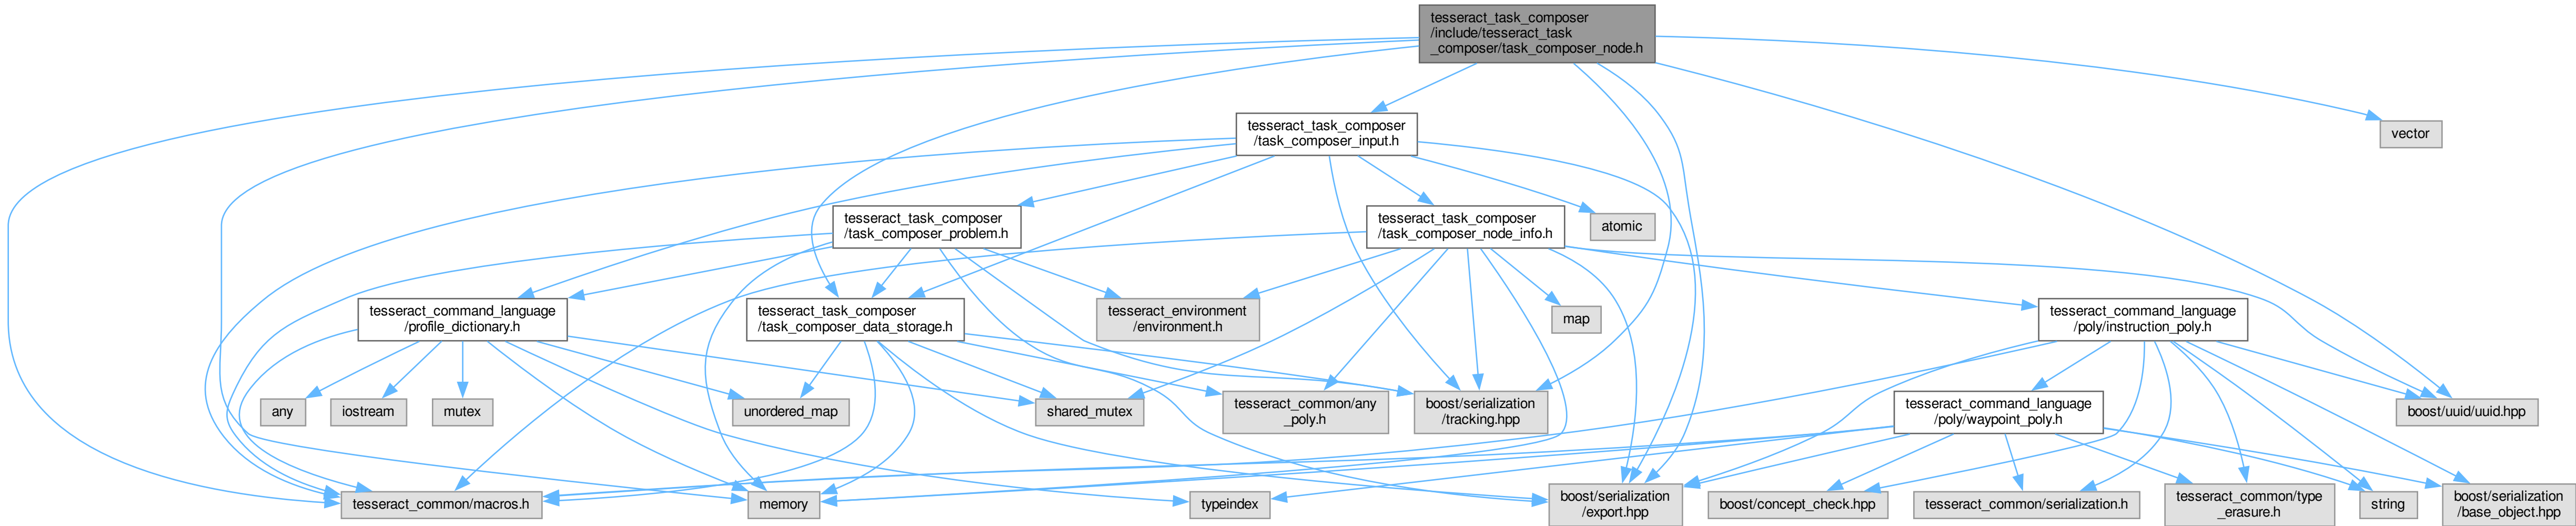 tesseract_task_composer
/include/tesseract_task
_composer/task_composer_node.h
tesseract_task_composer
/task_composer_input.h
vector
tesseract_task_composer
/task_composer_problem.h
tesseract_task_composer
/task_composer_node_info.h
atomic
tesseract_command_language
/profile_dictionary.h
tesseract_task_composer
/task_composer_data_storage.h
tesseract_environment
/environment.h
map
tesseract_command_language
/poly/instruction_poly.h
any
iostream
mutex
unordered_map
shared_mutex
tesseract_common/any
_poly.h
boost/serialization
/tracking.hpp
tesseract_command_language
/poly/waypoint_poly.h
boost/uuid/uuid.hpp
tesseract_common/macros.h
memory
typeindex
boost/serialization
/export.hpp
boost/concept_check.hpp
tesseract_common/serialization.h
tesseract_common/type
_erasure.h
string
boost/serialization
/base_object.hpp